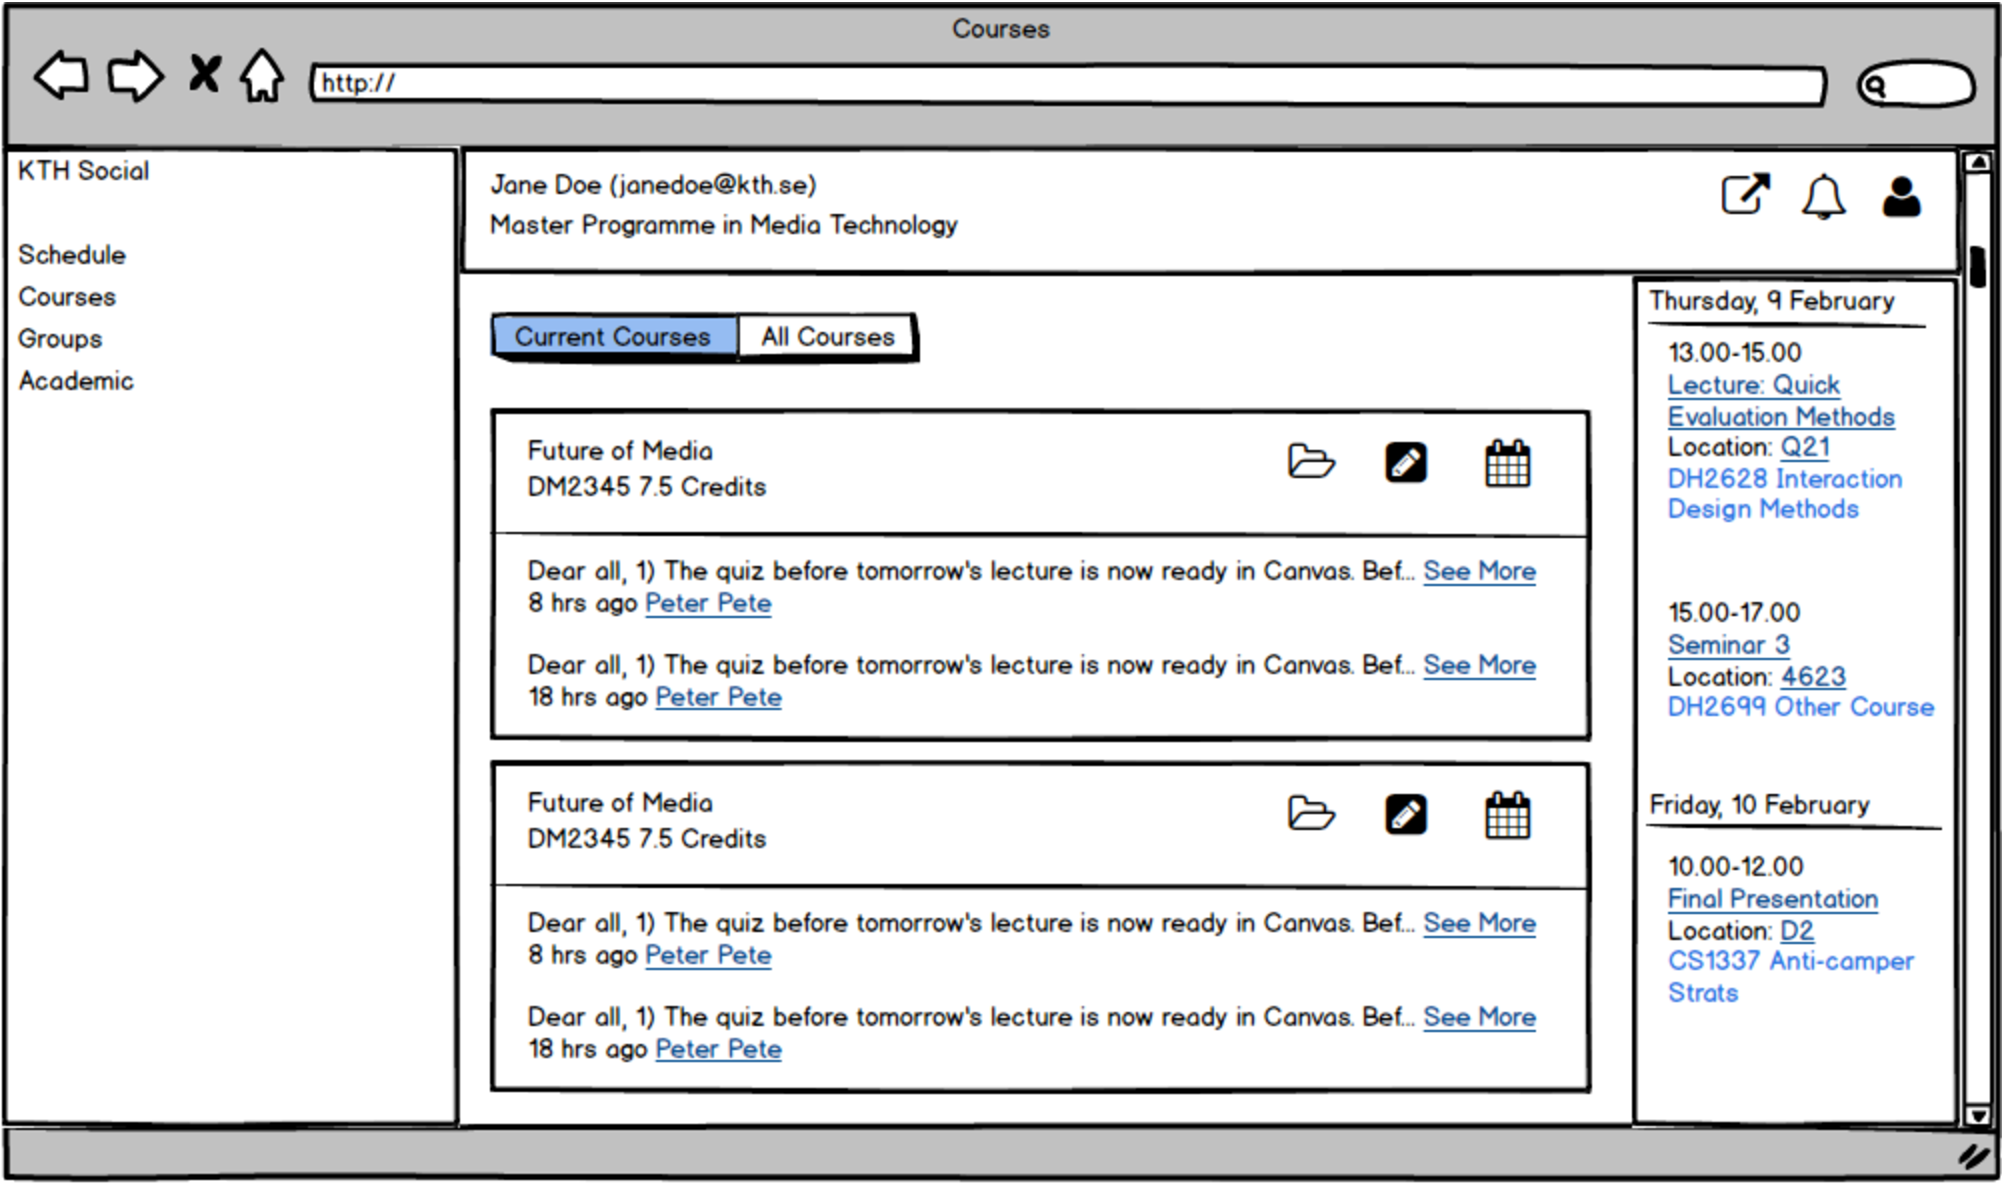 Courses
http://
KTH Social
Schedule
Courses
Groups
Academic
Jane Doe (janedoe@kth.se)
Master Programme in Media Technology
Current Courses
All Courses
Future of Media
DM2345 7.5 Credits
Dear all, 1) The quiz before tomorrow's lecture is now ready in Canvas. Bef... See More
8 hrs ago Peter Pete
Dear all, 1) The quiz before tomorrow's lecture is now ready in Canvas. Bef... See More
18 hrs ago Peter Pete
Future of Media
DM2345 7.5 Credits
Dear all, 1) The quiz before tomorrow's lecture is now ready in Canvas. Bef... See More
8 hrs ago Peter Pete
Dear all, 1) The quiz before tomorrow's lecture is now ready in Canvas. Bef... See More
18 hrs ago Peter Pete
Thursday, 9 February
13.00-15.00
Lecture: Quick
Evaluation Methods
Location: Q21
DH2628 Interaction
Design Methods
15.00-17.00
Seminar 3
Location: 4623
DH2699 Other Course
Friday, 10 February
10.00-12.00
Final Presentation
Location: D2
CS1337 Anti-camper
Strats